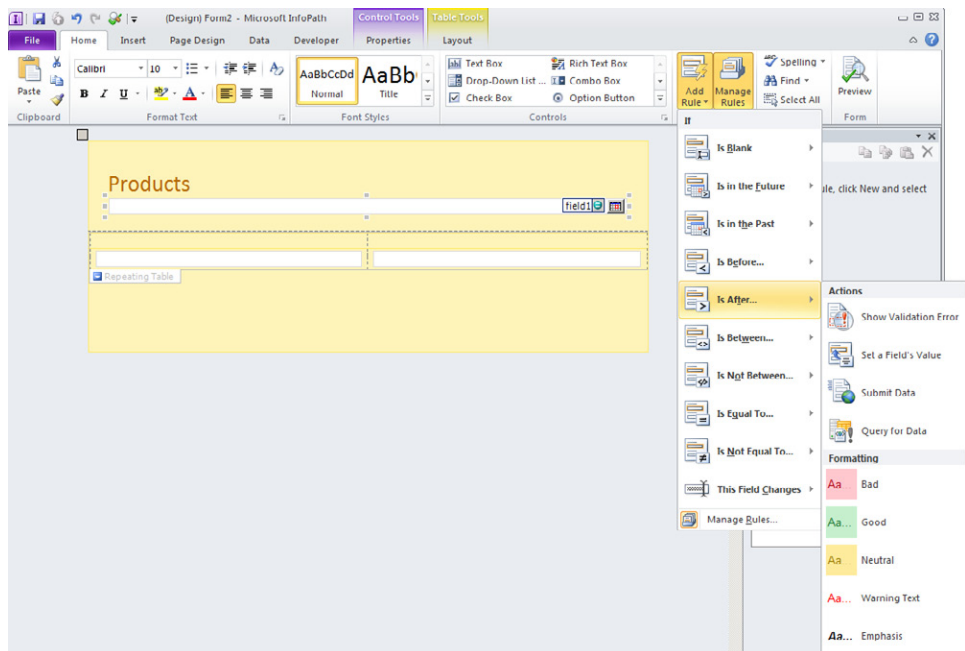 (Design) Form2 - Microsoft InfoPath
Control Tools
Table Tools
File
Home
Insert
Page Design
Data
Developer
Properties
Layout
Paste
Clipboard
Calibri
10
B I U
A
Format Text
AaBbCcDd
Normal
AaBb
Title
Font Styles
Text Box
Rich Text Box
Drop-Down List ...
Combo Box
Check Box
Option Button
Controls
Add Rule
Manage Rules
Spelling
Find
Select All
Preview
Form
If
Is Blank
Is in the Future
Is in the Past
Is Before...
Is After...
Is Between...
Is Not Between...
Is Equal To...
Is Not Equal To...
This Field Changes
Manage Rules...
ule, click New and select
Products
field1
Repeating Table
Actions
Show Validation Error
Set a Field's Value
Submit Data
Query for Data
Formatting
Aa Bad
Aa... Good
Aa Neutral
Aa... Warning Text
Aa... Emphasis